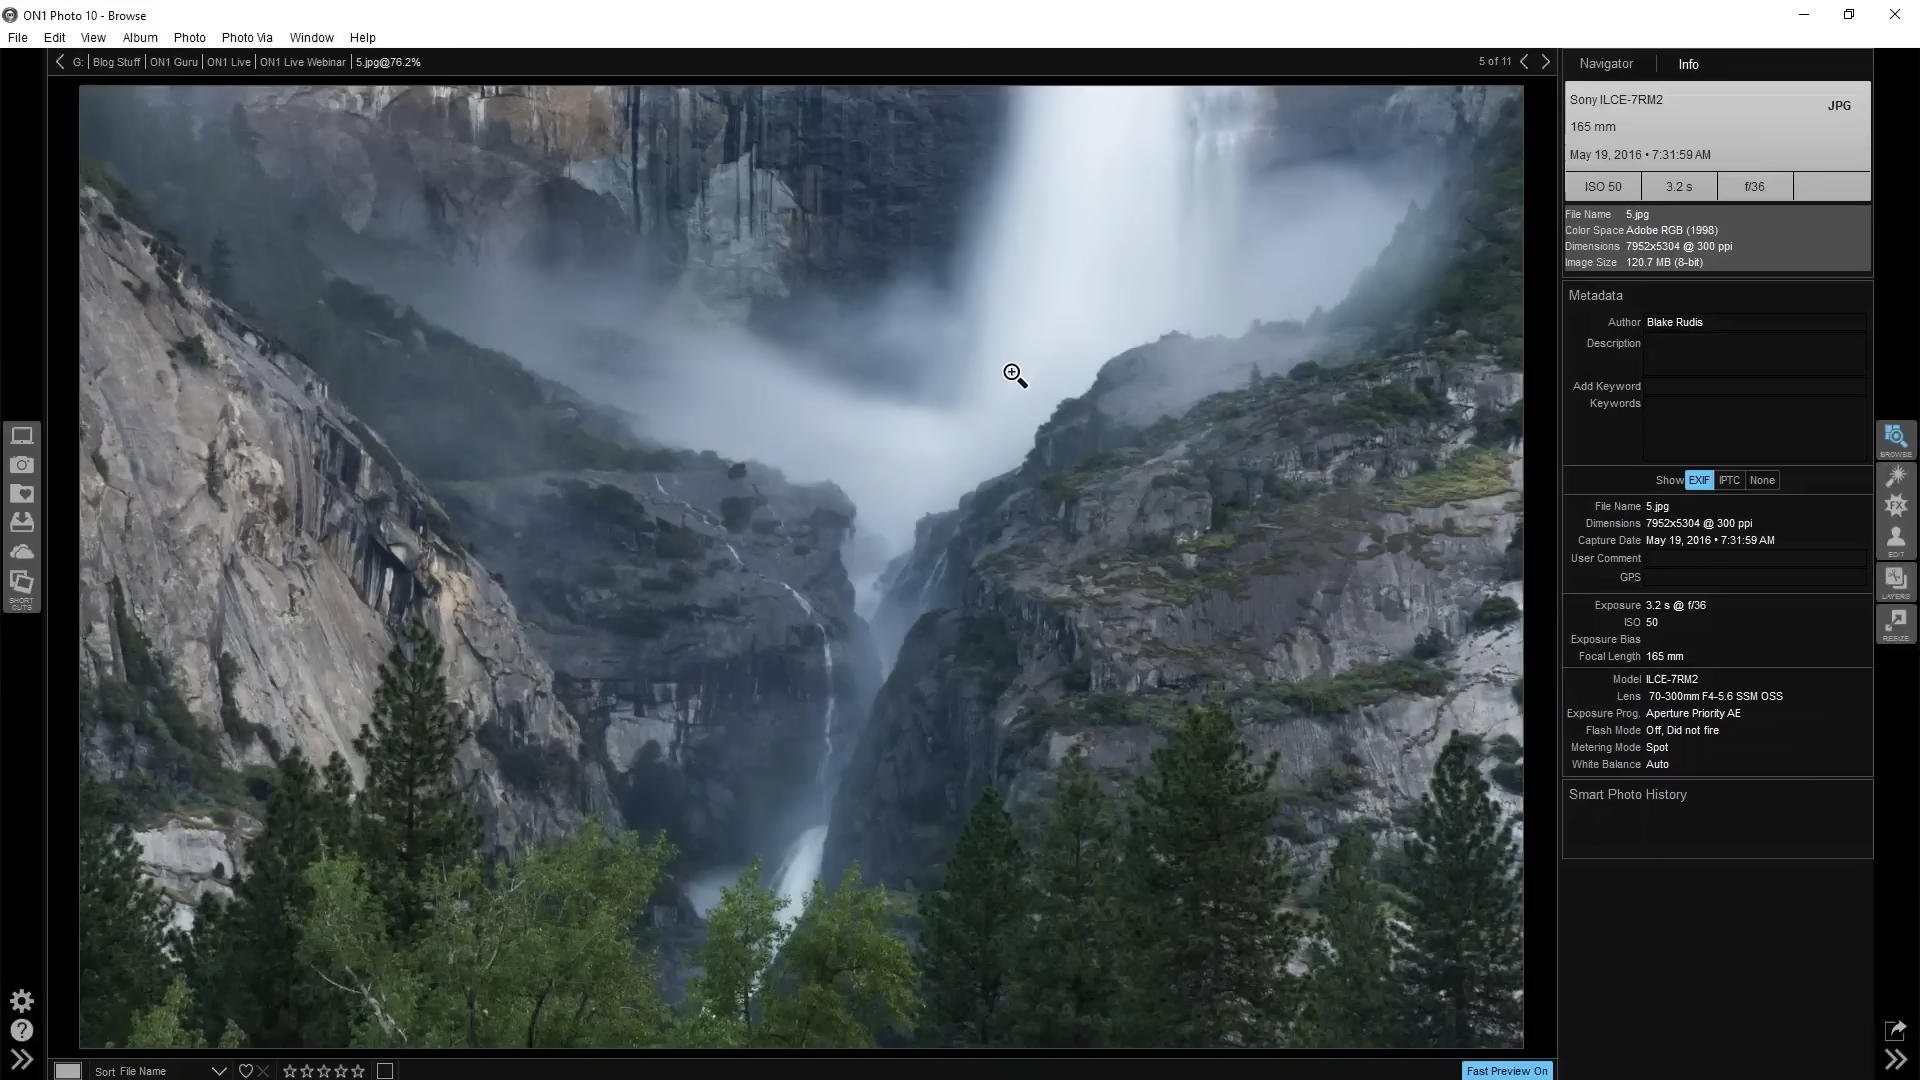 ON1 Photo 10 - Browse
File Edit View Album Photo Photo Via Window Help
G: Blog Stuff ON1 Guru ON1 Live ON1 Live Webinar 5.jpg@76.2%
5 of 11
Navigator Info
Sony ILCE-7RM2
JPG
165 mm
May 19, 2016 • 7:31:59 AM
ISO 50 3.2 s f/36
File Name 5.jpg
Color Space Adobe RGB (1998)
Dimensions 7952x5304 @ 300 ppi
Image Size 120.7 MB (8-bit)
Metadata
Author Blake Rudis
Description
Add Keyword
Keywords
Show EXIF IPTC None
File Name 5.jpg
Dimensions 7952x5304 @ 300 ppi
Capture Date May 19, 2016 • 7:31:59 AM
User Comment
GPS
Exposure 3.2 s @ f/36
ISO 50
Exposure Bias
Focal Length 165 mm
Model ILCE-7RM2
Lens 70-300mm F4-5.6 SSM OSS
Exposure Prog. Aperture Priority AE
Flash Mode Off, Did not fire
Metering Mode Spot
White Balance Auto
Smart Photo History
SHORT
CUTS
BROWSE
FX
EDIT
LAYERS
RESIZE
Sort File Name
Fast Preview On